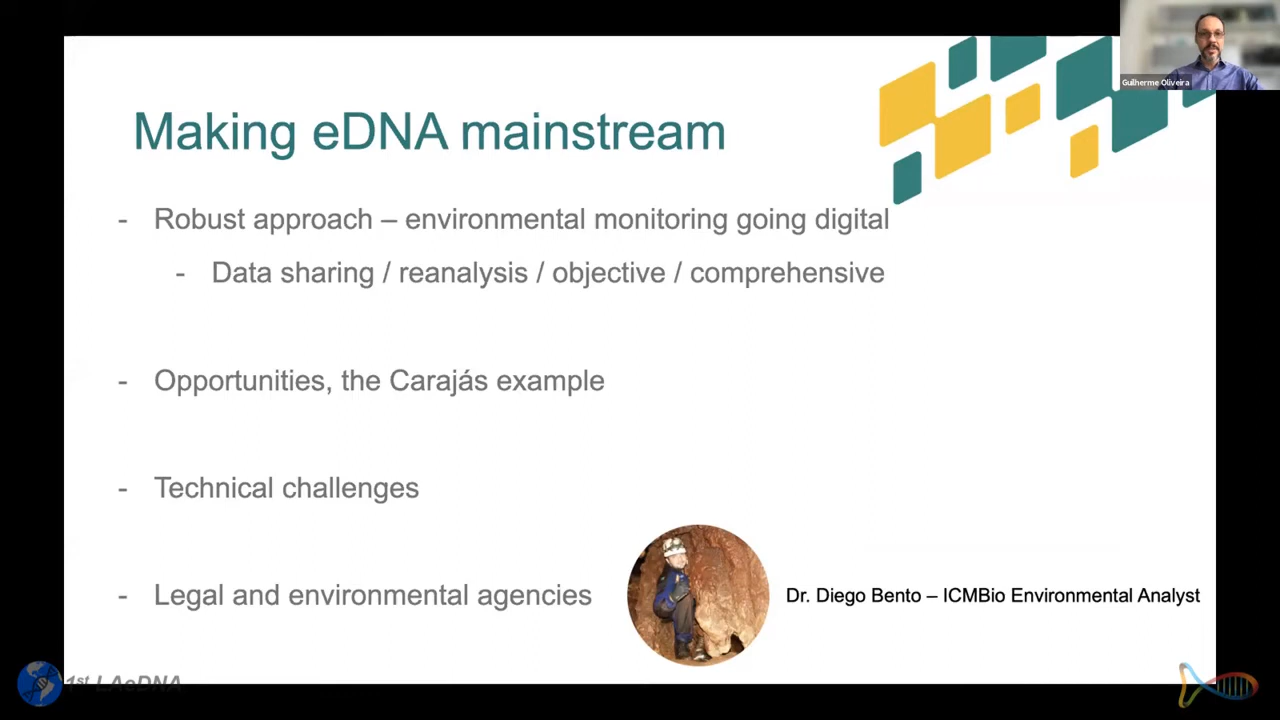 Guilherme Oliveira
Making eDNA mainstream
- Robust approach – environmental monitoring going digital
- Data sharing / reanalysis / objective / comprehensive
- Opportunities, the Carajás example
- Technical challenges
- Legal and environmental agencies
Dr. Diego Bento – ICMBio Environmental Analyst
1st LAeDNA